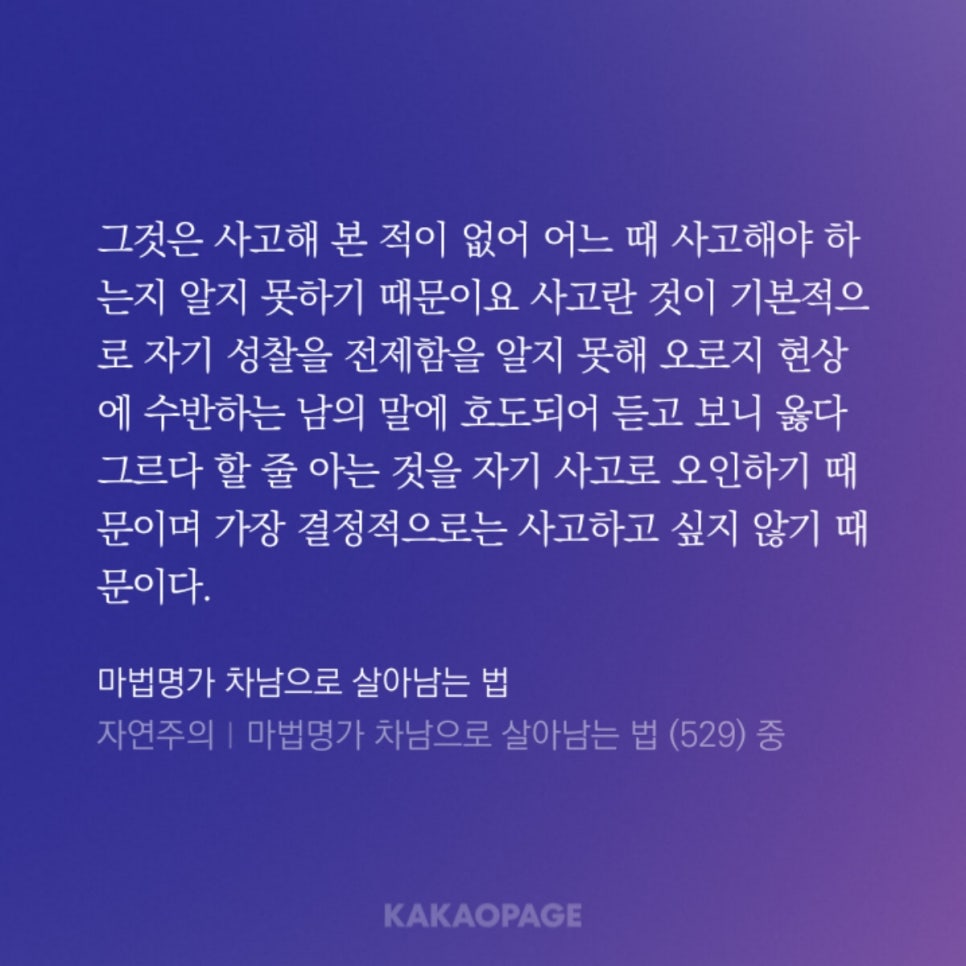 그것은 사고해 본 적이 없어 어느 때 사고해야 하
는지 알지 못하기 때문이요 사고란 것이 기본적으
로 자기 성찰을 전제함을 알지 못해 오로지 현상
에 수반하는 남의 말에 호도되어 듣고 보니 옳다
그르다 할 줄 아는 것을 자기 사고로 오인하기 때
문이며 가장 결정적으로는 사고하고 싶지 않기 때
문이다.
마법명가 차남으로 살아남는 법
자연주의 | 마법명가 차남으로 살아남는 법 (529) 중
KAKAOPAGE